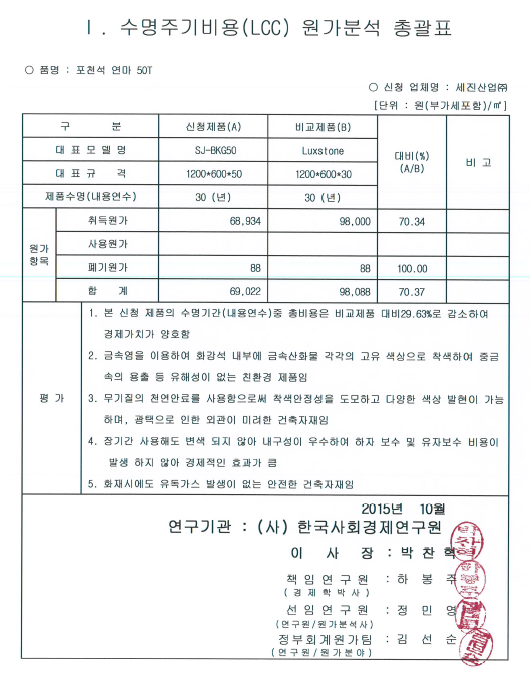 Ⅰ. 수명주기비용(LCC) 원가분석 총괄표
○ 품명 : 포천석 연마 50T
○ 신청 업체명 : 세진산업㈜
[단위 : 원(부가세포함)/㎡]
구 분 신청제품(A) 비교제품(B) 대비(%) (A/B) 비 고
대 표 모 델 명 SJ-BKG50 Luxstone
대 표 규 격 1200*600*50 1200*600*30
제품수명(내용연수) 30 (년) 30 (년)
원가 항목 취득원가 68,934 98,000 70.34
사용원가
폐기원가 88 88 100.00
합 계 69,022 98,088 70.37
평 가
1. 본 신청 제품의 수명기간(내용연수)중 총비용은 비교제품 대비29.63%로 감소하여
경제가치가 양호함
2. 금속염을 이용하여 화강석 내부에 금속산화물 각각의 고유 색상으로 착색하여 중금
속의 용출 등 유해성이 없는 친환경 제품임
3. 무기질의 천연안료를 사용함으로써 착색안정성을 도모하고 다양한 색상 발현이 가능
하며, 광택으로 인한 외관이 미려한 건축자재임
4. 장기간 사용해도 변색 되지 않아 내구성이 우수하여 하자 보수 및 유자보수 비용이
발생 하지 않아 경제적인 효과가 큼
5. 화재시에도 유독가스 발생이 없는 안전한 건축자재임
2015년 10월
연구기관 : (사) 한국사회경제연구원
이 사 장 : 박 찬 혁
책 임 연 구 원 : 하 봉 주
(경 제 학 박 사)
선 임 연 구 원 : 정 민 영
(연구원/원가분석사)
정부회계원가팀 : 김 선 순
(연구원/원가분야)